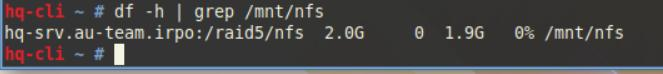 hq-cli ~ # df -h | grep /mnt/nfs
hq-srv.au-team.irpo:/raid5/nfs  2.0G     0  1.9G   0% /mnt/nfs
hq-cli ~ #